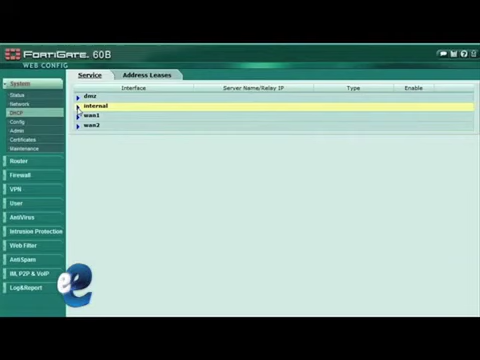 FORTIGATE 60B
WEB CONFIG
Service
Address Leases
System
Status
Network
DHCP
Config
Admin
Certificates
Maintenance
Router
Firewall
VPN
User
AntiVirus
Intrusion Protection
Web Filter
AntiSpam
IM, P2P & VoIP
Log&Report
Interface Server Name/Relay IP Type Enable
dmz
internal
wan1
wan2
e